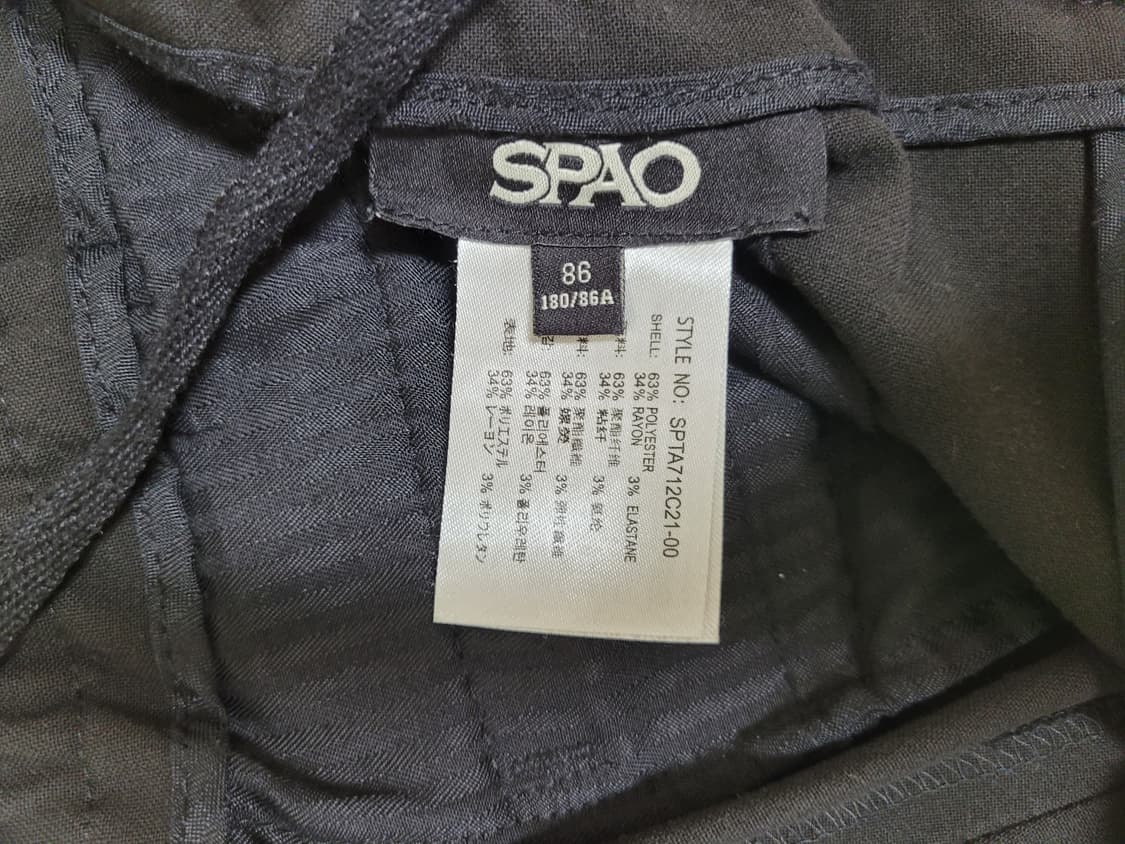 SPAO
86
180/86A
STYLE NO: SPTA712C21-00
SHELL: 63% POLYESTER 3% ELASTANE
34% RAYON
料: 63% 聚酯纤维 3% 氨纶
34% 粘纤
料: 63% 聚酯纖維 3% 彈性纖維
34% 嫘縈
63% 폴리에스터 3% 폴리우레탄
34% 레이온
表地: 63% ポリエステル 3% ポリウレタン
34% レーヨン